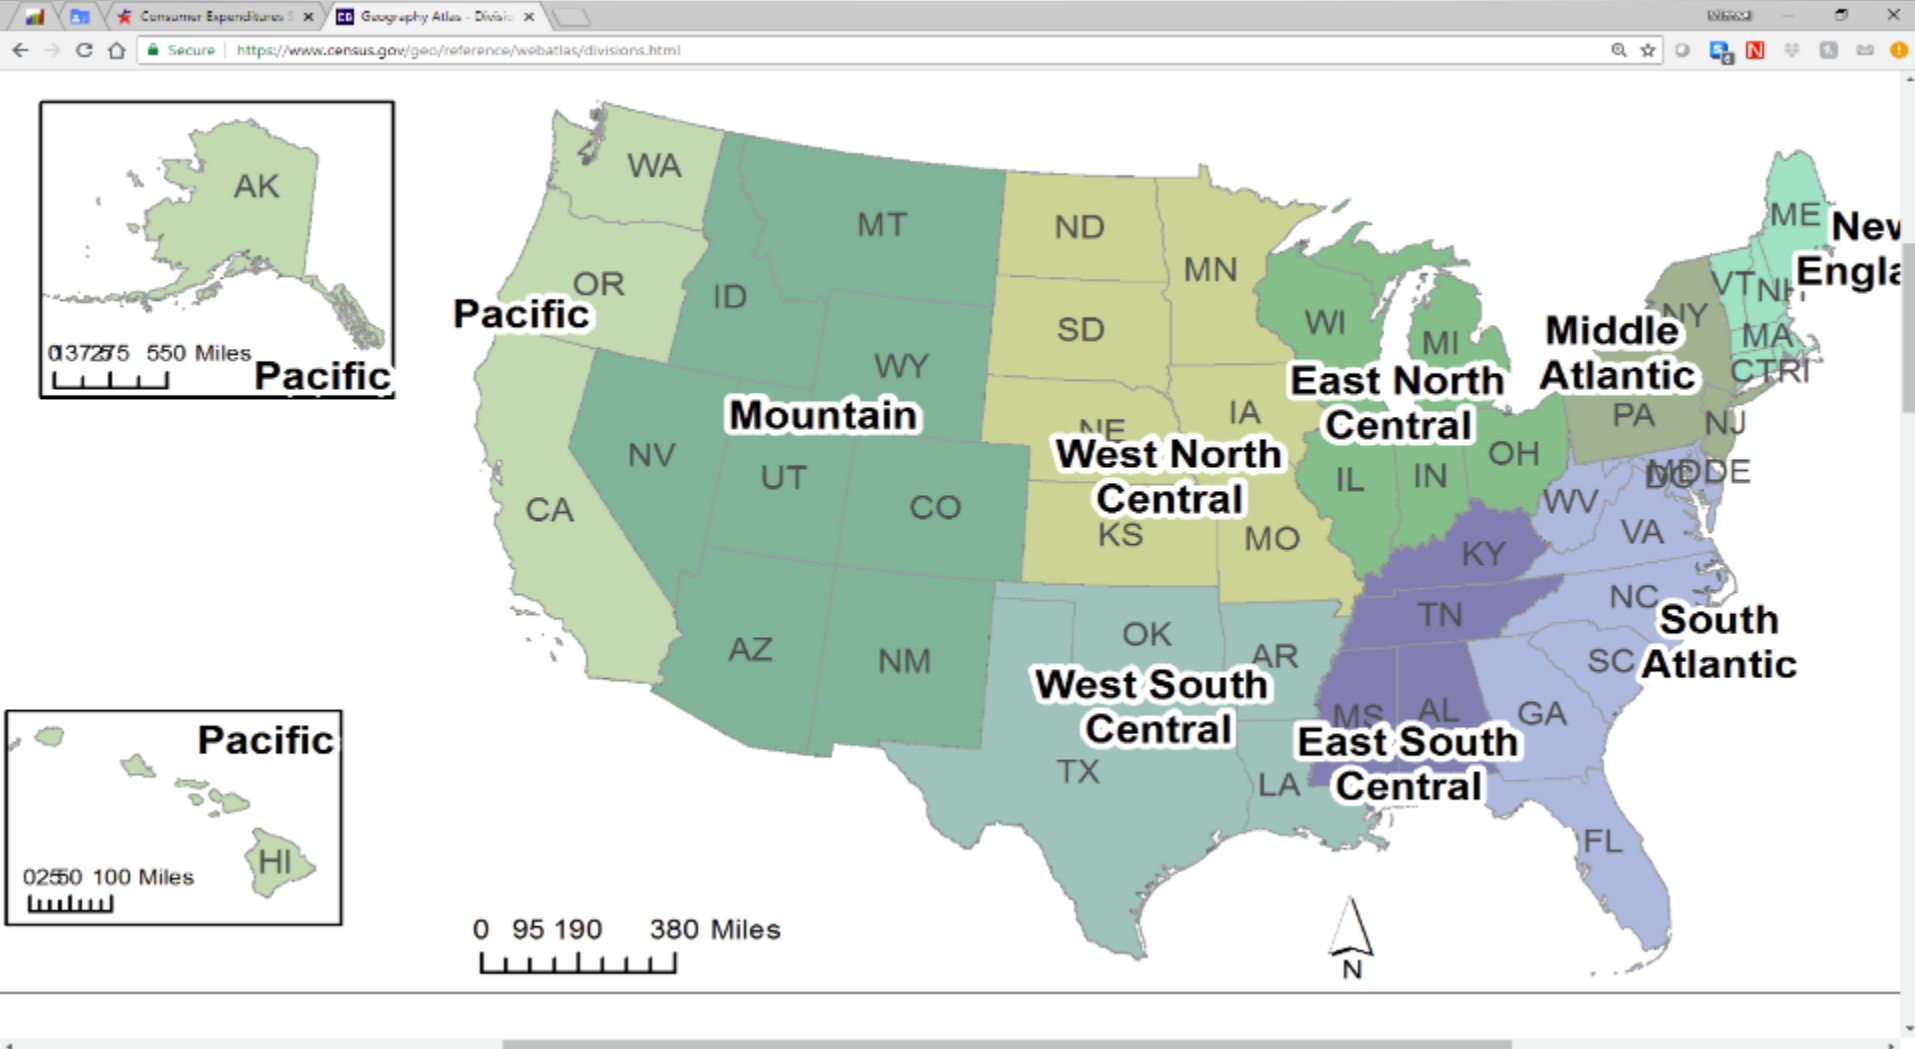 Consumer Expenditures S
Geography Atlas - Divisi
Secure
https://www.census.gov/geo/reference/webatlas/divisions.html
AK
550 Miles
Pacific
Pacific
HI
100 Miles
WA
OR
Pacific
CA
ID
MT
WY
Mountain
NV
UT
CO
AZ
NM
ND
SD
MN
NE
IA
West North
Central
KS
MO
WI
MI
East North
Central
IL
IN
OH
OK
AR
West South
Central
TX
LA
KY
TN
MS
AL
East South
Central
ME
New
Engla
VT
NH
MA
CT
RI
NY
Middle
Atlantic
PA
NJ
MD
DC
DE
WV
VA
NC
South
Atlantic
SC
GA
FL
0 95 190 380 Miles
N